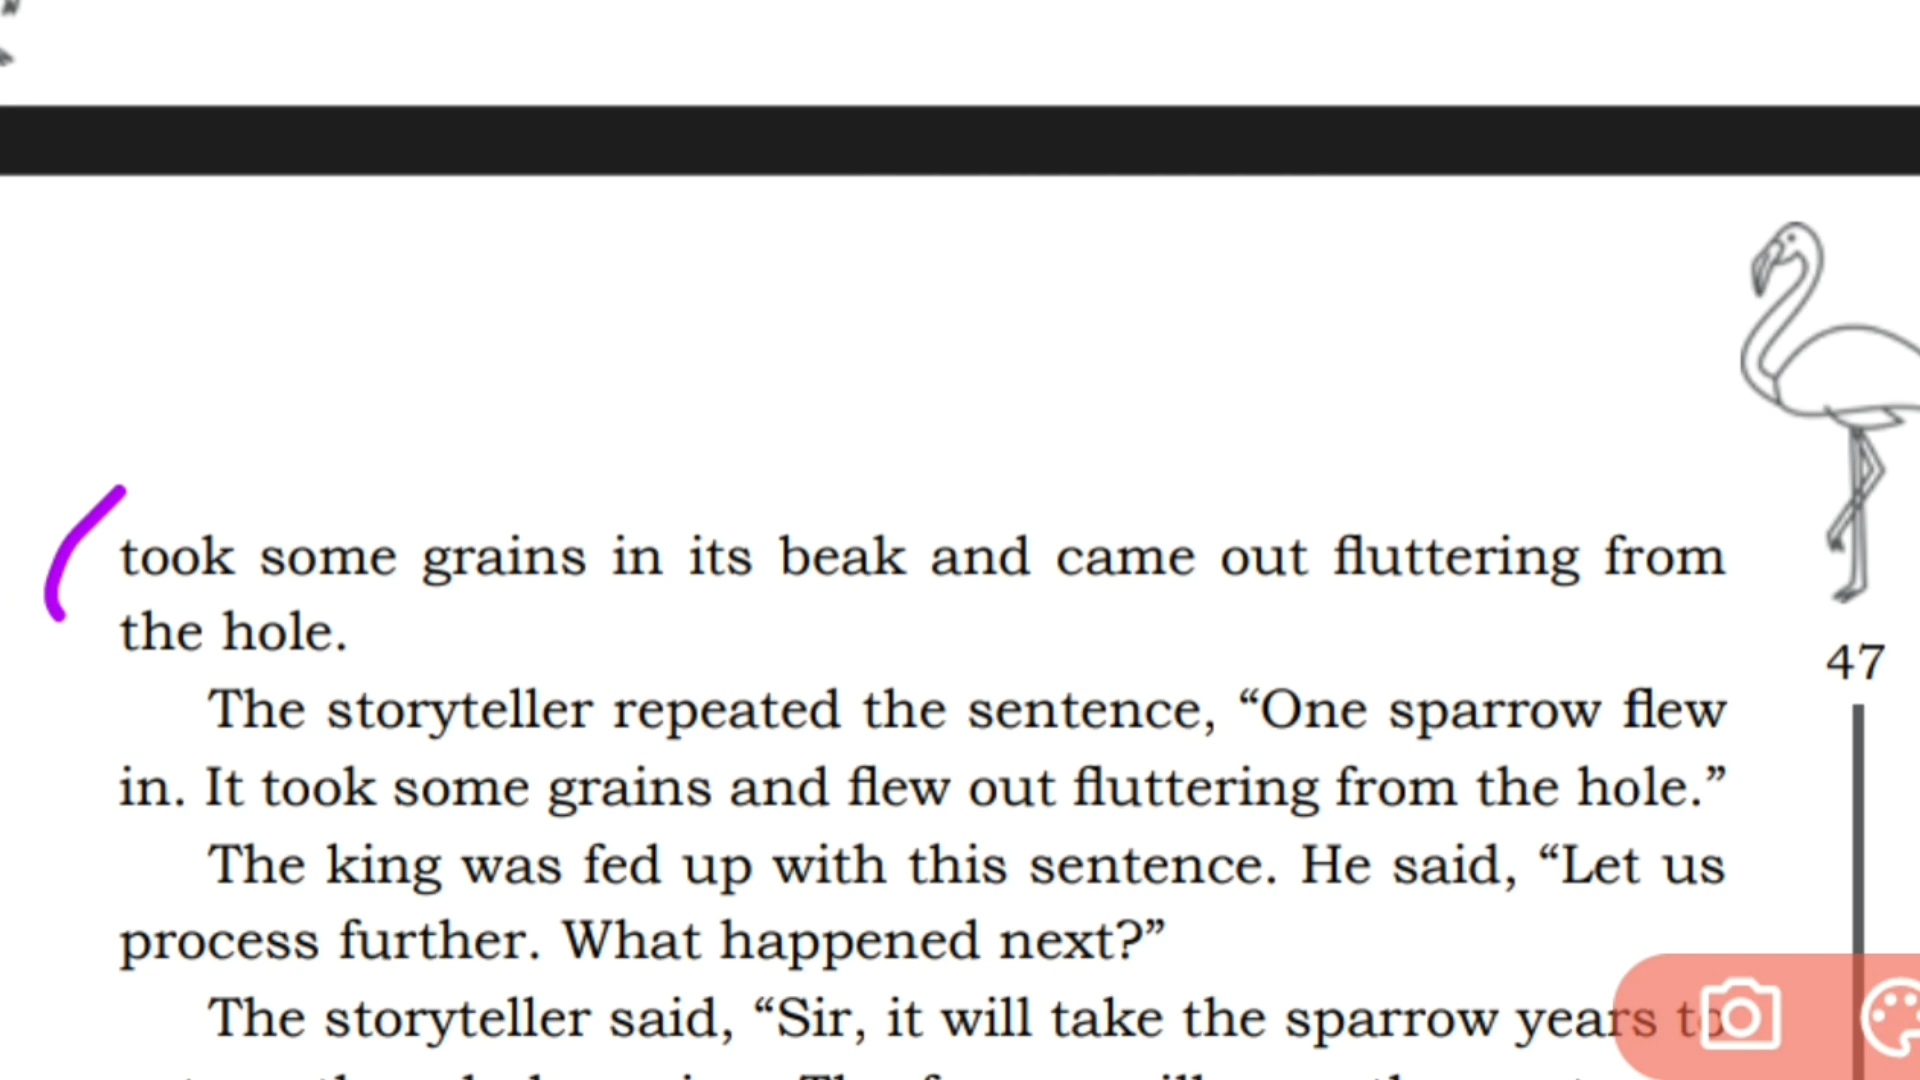 took some grains in its beak and came out fluttering from
the hole.
47
The storyteller repeated the sentence, “One sparrow flew
in. It took some grains and flew out fluttering from the hole.”
The king was fed up with this sentence. He said, “Let us
process further. What happened next?”
The storyteller said, “Sir, it will take the sparrow years to